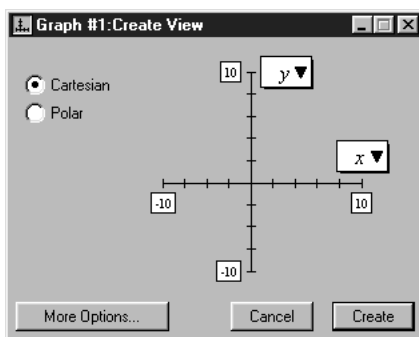 Graph #1:Create View
Cartesian
Polar
10
y
x
-10
10
-10
More Options...
Cancel
Create